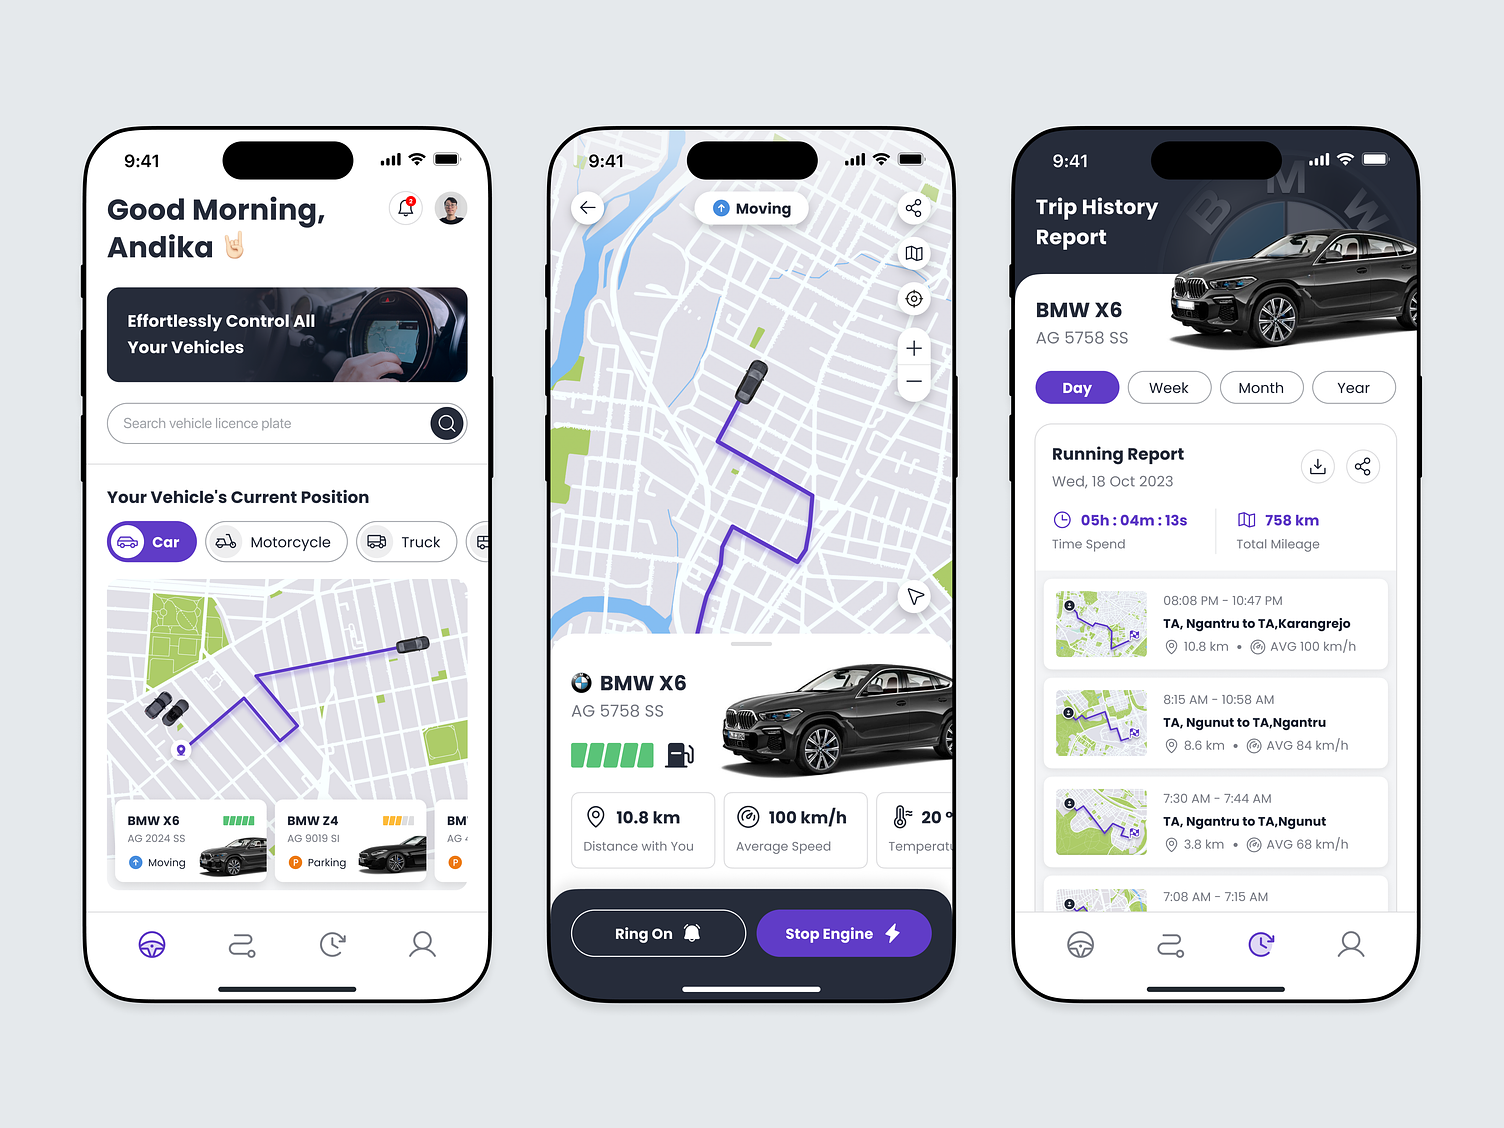 9:41
Good Morning,
Andika 🤘🏻
2
Effortlessly Control All
Your Vehicles
Search vehicle licence plate
Your Vehicle's Current Position
Car
Motorcycle
Truck
BMW X6
AG 2024 SS
Moving
BMW Z4
AG 9019 SI
P Parking
BM
AG
P
9:41
Moving
BMW X6
AG 5758 SS
10.8 km
Distance with You
100 km/h
Average Speed
20 °
Temperatu
Ring On
Stop Engine
9:41
BMW
Trip History
Report
BMW X6
AG 5758 SS
Day
Week
Month
Year
Running Report
Wed, 18 Oct 2023
05h : 04m : 13s
Time Spend
758 km
Total Mileage
08:08 PM - 10:47 PM
TA, Ngantru to TA,Karangrejo
10.8 km • AVG 100 km/h
8:15 AM - 10:58 AM
TA, Ngunut to TA,Ngantru
8.6 km • AVG 84 km/h
7:30 AM - 7:44 AM
TA, Ngantru to TA,Ngunut
3.8 km • AVG 68 km/h
7:08 AM - 7:15 AM